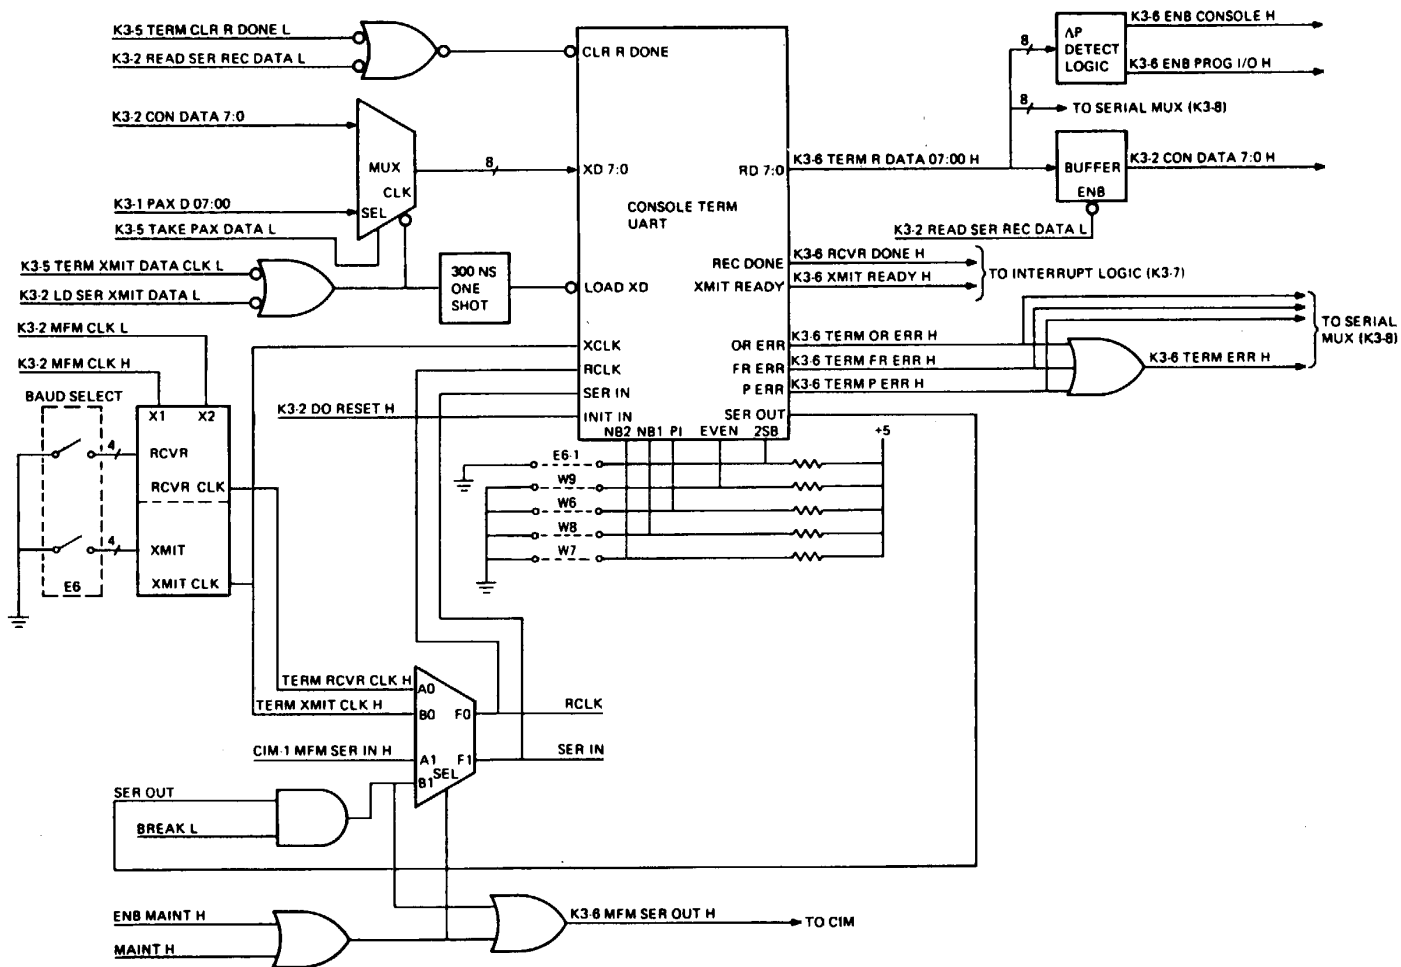 K3-5 TERM CLR R DONE L
K3-2 READ SER REC DATA L
CLR R DONE
K3-2 CON DATA 7:0
MUX
CLK
SEL
8
XD 7:0
K3-1 PAX D 07:00
K3-5 TAKE PAX DATA L
K3-5 TERM XMIT DATA CLK L
K3-2 LD SER XMIT DATA L
300 NS
ONE
SHOT
LOAD XD
CONSOLE TERM
UART
RD 7:0
K3-6 TERM R DATA 07:00 H
8
ΛP
DETECT
LOGIC
K3-6 ENB CONSOLE H
K3-6 ENB PROG I/O H
8
TO SERIAL MUX (K3-8)
BUFFER
ENB
K3-2 CON DATA 7:0 H
K3-2 READ SER REC DATA L
REC DONE
K3-6 RCVR DONE H
XMIT READY
K3-6 XMIT READY H
TO INTERRUPT LOGIC (K3-7)
OR ERR
K3-6 TERM OR ERR H
FR ERR
K3-6 TERM FR ERR H
P ERR
K3-6 TERM P ERR H
K3-6 TERM ERR H
TO SERIAL
MUX (K3-8)
SER OUT
XCLK
RCLK
SER IN
INIT IN
K3-2 DO RESET H
NB2 NB1 PI EVEN 2SB
+5
E6-1
W9
W6
W8
W7
K3-2 MFM CLK L
K3-2 MFM CLK H
BAUD SELECT
X1 X2
4
RCVR
RCVR CLK
4
XMIT
XMIT CLK
E6
TERM RCVR CLK H
TERM XMIT CLK H
CIM-1 MFM SER IN H
A0
B0 F0
A1 F1
SEL
B1
RCLK
SER IN
SER OUT
BREAK L
ENB MAINT H
MAINT H
K3-6 MFM SER OUT H
TO CIM